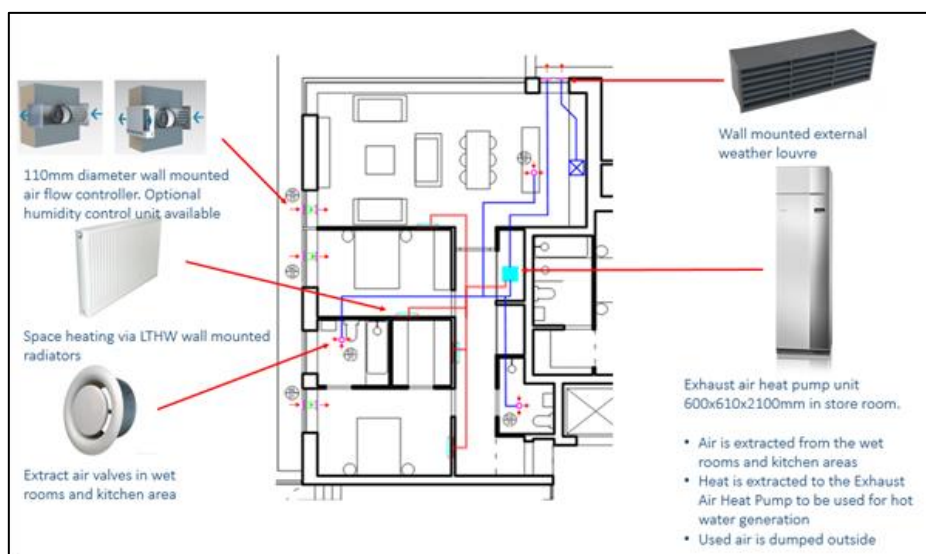 110mm diameter wall mounted
air flow controller. Optional
humidity control unit available
Space heating via LTHW wall mounted
radiators
Extract air valves in wet
rooms and kitchen area
Wall mounted external
weather louvre
Exhaust air heat pump unit
600x610x2100mm in store room.
• Air is extracted from the wet
rooms and kitchen areas
• Heat is extracted to the Exhaust
Air Heat Pump to be used for hot
water generation
• Used air is dumped outside